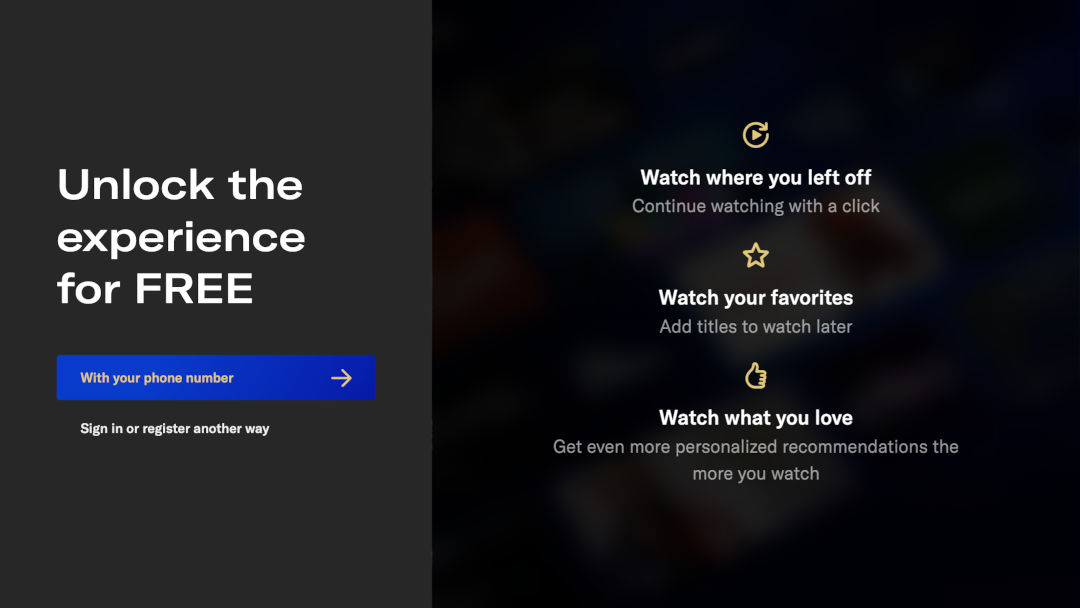 Unlock the
experience
for FREE
With your phone number
Sign in or register another way
Watch where you left off
Continue watching with a click
Watch your favorites
Add titles to watch later
Watch what you love
Get even more personalized recommendations the
more you watch